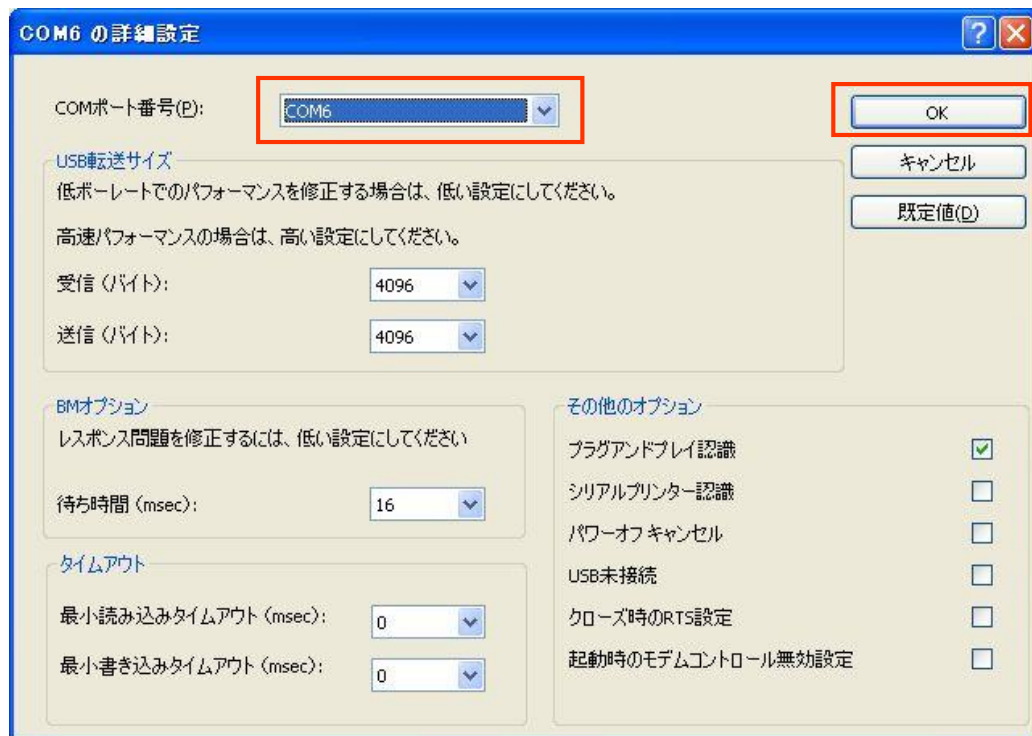 COM6 の詳細設定
COMポート番号(P):
COM6
OK
キャンセル
既定値(D)
USB転送サイズ
低ボーレートでのパフォーマンスを修正する場合は、低い設定にしてください。
高速パフォーマンスの場合は、高い設定にしてください。
受信 (バイト):
4096
送信 (バイト):
4096
BMオプション
レスポンス問題を修正するには、低い設定にしてください
待ち時間 (msec):
16
タイムアウト
最小読み込みタイムアウト (msec):
0
最小書き込みタイムアウト (msec):
0
その他のオプション
プラグアンドプレイ認識
シリアルプリンター認識
パワーオフ キャンセル
USB未接続
クローズ時のRTS設定
起動時のモデムコントロール無効設定